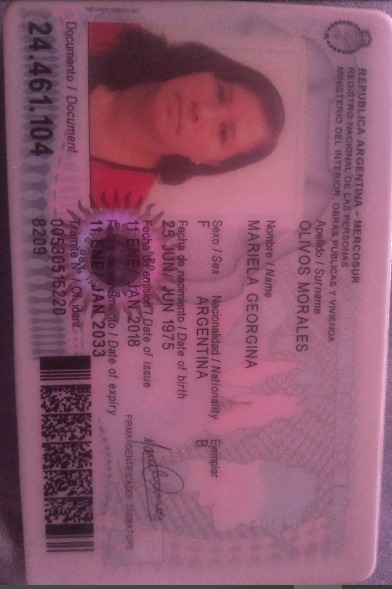 REPUBLICA ARGENTINA - MERCOSUR
REGISTRO NACIONAL DE LAS PERSONAS
MINISTERIO DEL INTERIOR, OBRAS PUBLICAS Y VIVIENDA
Apellido / Surname
OLIVOS MORALES
Nombre / Name
MARIELA GEORGINA
Sexo / Sex Nacionalidad / Nationality Ejemplar
F ARGENTINA B
Fecha de nacimiento / Date of birth
25 JUN/ JUN 1975
Fecha de emisión / Date of issue
11 ENE/ JAN 2018
Fecha de vencimiento / Date of expiry
11 ENE/ JAN 2033
FIRMA IDENTIFICADO / SIGNATURE
Documento / Document
24.461.104
Trámite Nº / Of. ident.
00530516220
8209